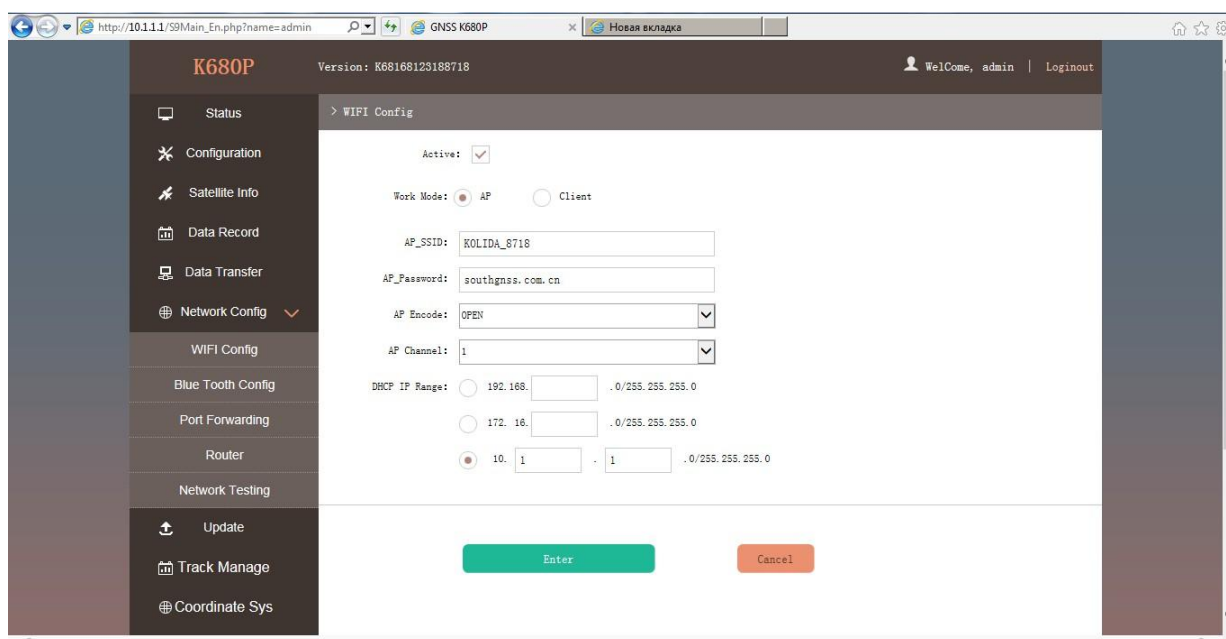 http://10.1.1.1/S9Main_En.php?name=admin GNSS K680P Новая вкладка
K680P Version: K68168123188718 WelCome, admin | Loginout
Status
> WIFI Config
Configuration
Satellite Info
Data Record
Data Transfer
Network Config
WIFI Config
Blue Tooth Config
Port Forwarding
Router
Network Testing
Update
Track Manage
Coordinate Sys
Active:
Work Mode: AP Client
AP_SSID: KOLIDA_8718
AP_Password: southgnss.com.cn
AP Encode: OPEN
AP Channel: 1
DHCP IP Range: 192.168. .0/255.255.255.0
172. 16. .0/255.255.255.0
10. 1 . 1 .0/255.255.255.0
Enter Cancel